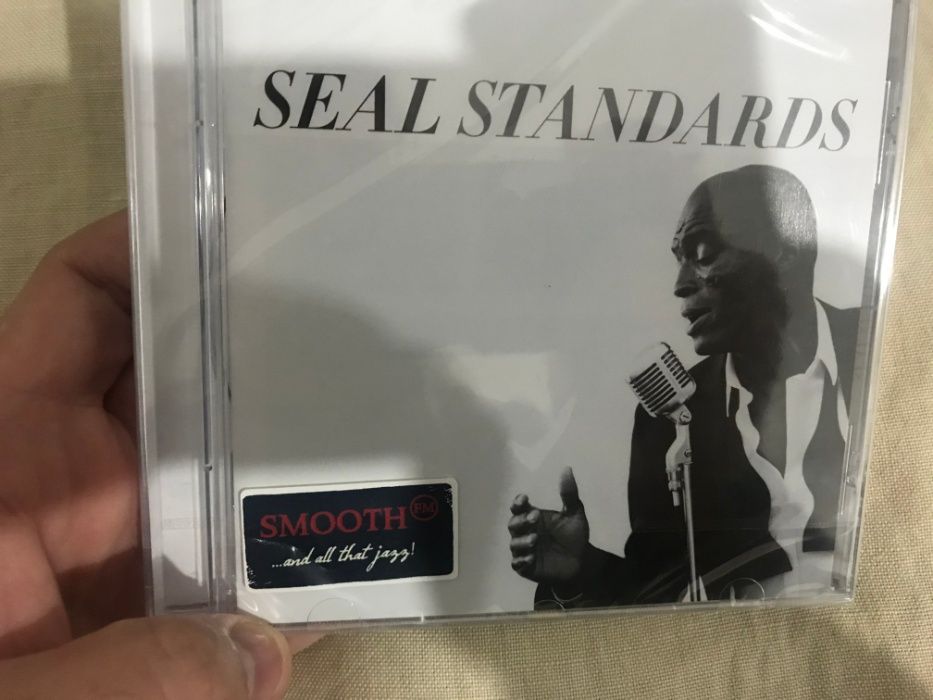 SEAL STANDARDS
SMOOTH FM
...and all that jazz!